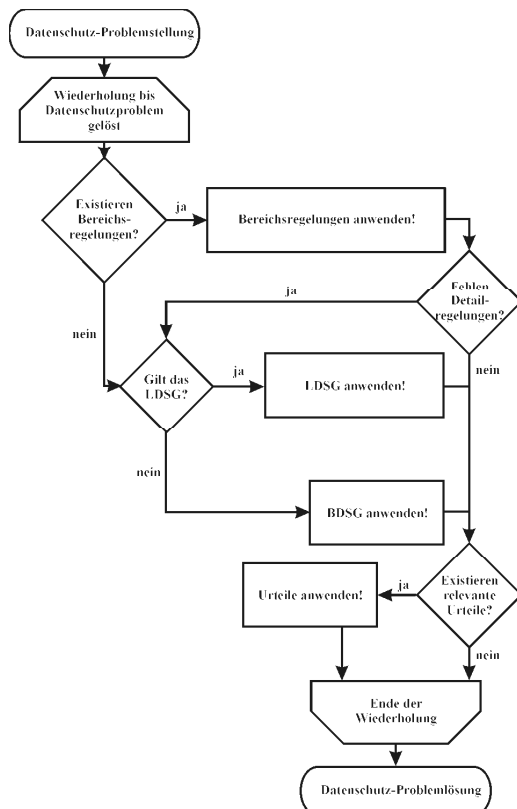 Datenschutz-Problemstellung
Wiederholung bis
Datenschutzproblem
gelöst
Existieren
Bereichs-
regelungen?
ja
Bereichsregelungen anwenden!
nein
Fehlen
Detail-
regelungen?
ja
nein
Gilt das
LDSG?
ja
LDSG anwenden!
nein
BDSG anwenden!
Existieren
relevante
Urteile?
ja
Urteile anwenden!
nein
Ende der
Wiederholung
Datenschutz-Problemlösung